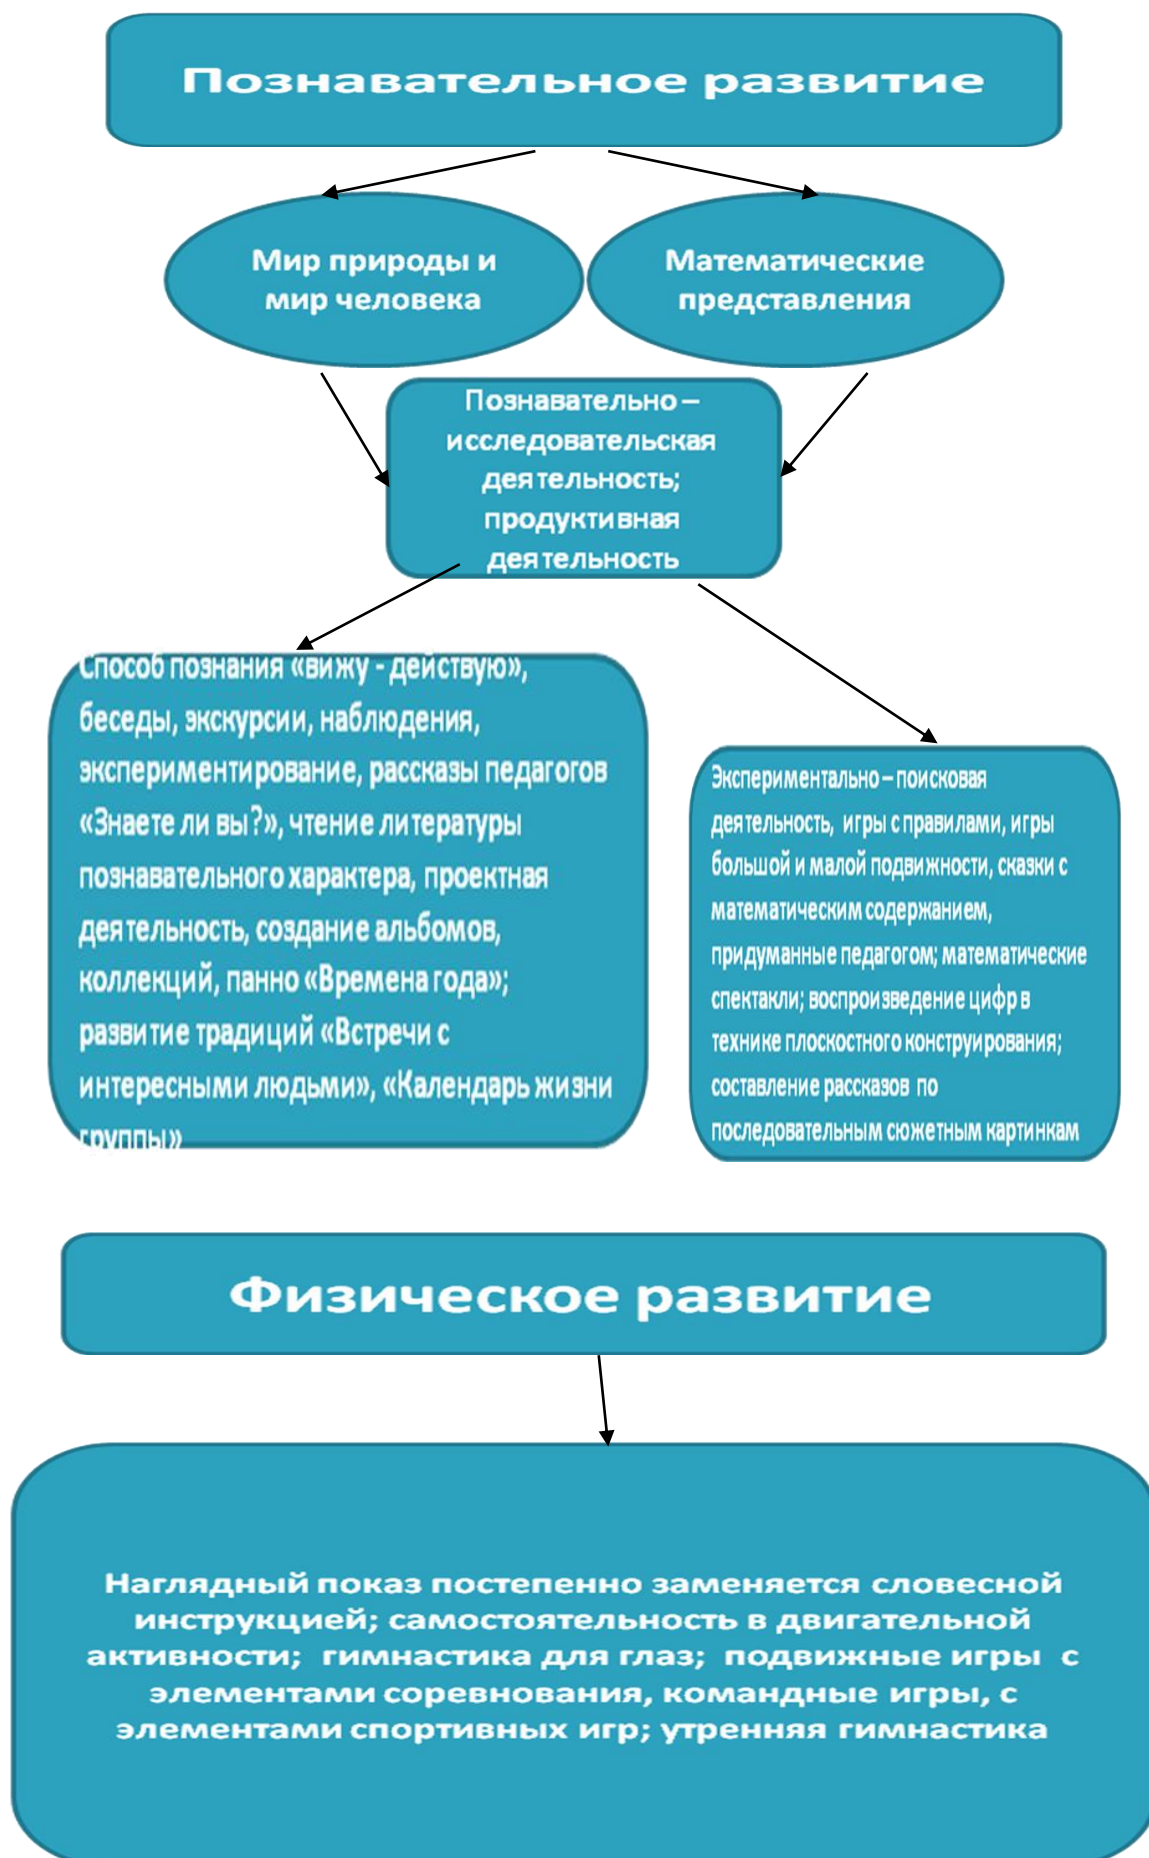 Познавательное развитие
Мир природы и
мир человека
Математические
представления
Познавательно –
исследовательская
деятельность;
продуктивная
деятельность
Способ познания «вижу - действую»,
беседы, экскурсии, наблюдения,
экспериментирование, рассказы педагогов
«Знаете ли вы?», чтение литературы
познавательного характера, проектная
деятельность, создание альбомов,
коллекций, панно «Времена года»;
развитие традиций «Встречи с
интересными людьми», «Календарь жизни
группы»
Экспериментально – поисковая
деятельность, игры с правилами, игры
большой и малой подвижности, сказки с
математическим содержанием,
придуманные педагогом; математические
спектакли; воспроизведение цифр в
технике плоскостного конструирования;
составление рассказов по
последовательным сюжетным картинкам
Физическое развитие
Наглядный показ постепенно заменяется словесной
инструкцией; самостоятельность в двигательной
активности; гимнастика для глаз; подвижные игры с
элементами соревнования, командные игры, с
элементами спортивных игр; утренняя гимнастика